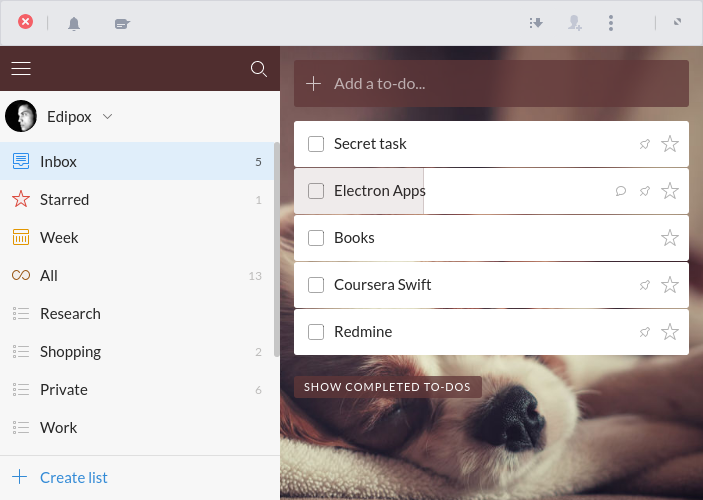 Edipox
Inbox 5
Starred 1
Week
All 13
Research
Shopping 2
Private 6
Work
Create list
Add a to-do...
Secret task
Electron Apps
Books
Coursera Swift
Redmine
SHOW COMPLETED TO-DOS